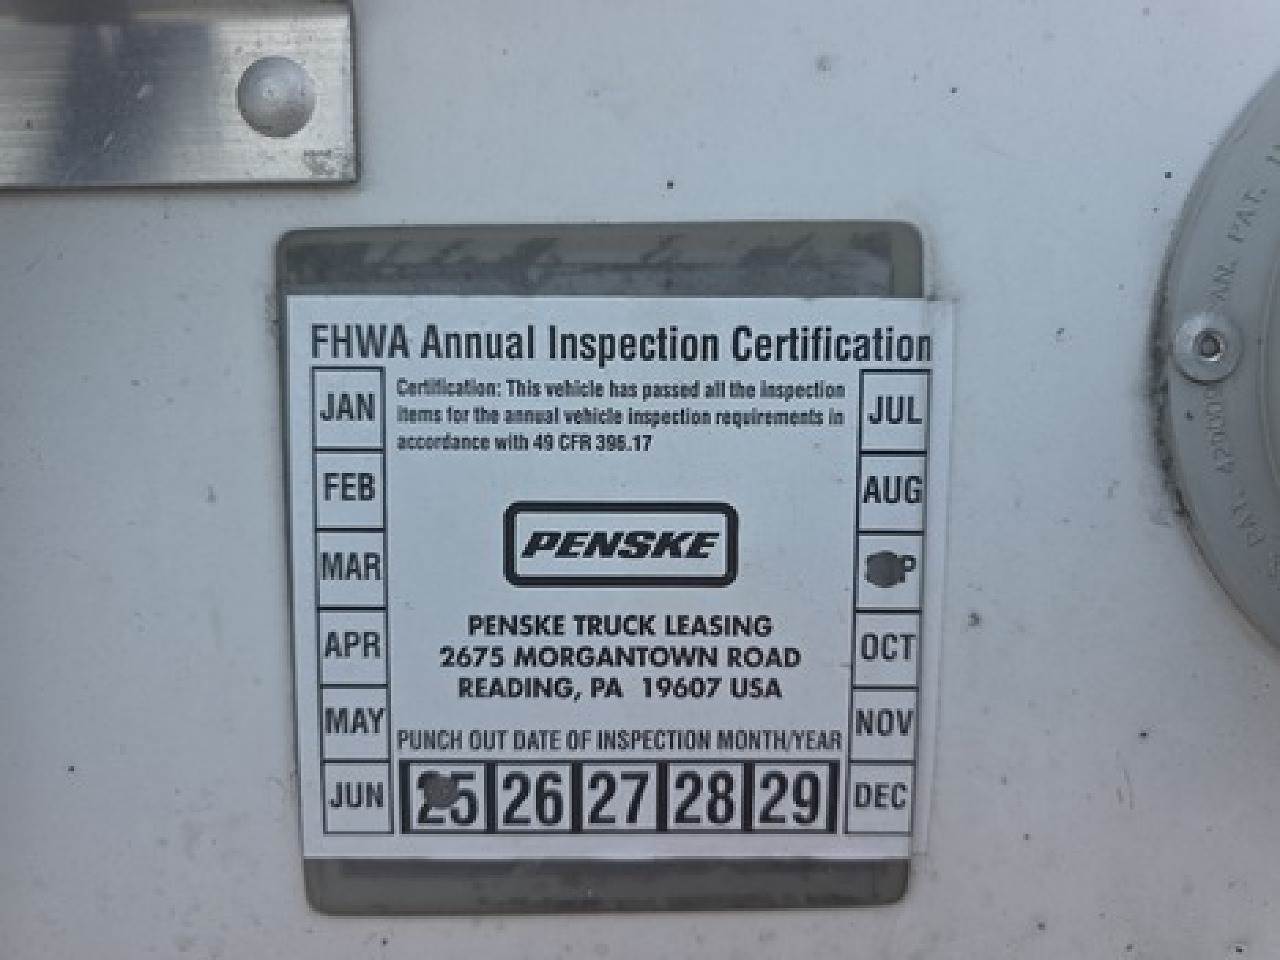 FHWA Annual Inspection Certification
Certification: This vehicle has passed all the inspection
items for the annual vehicle inspection requirements in
accordance with 49 CFR 396.17
JAN
FEB
MAR
APR
MAY
JUN
PENSKE
PENSKE TRUCK LEASING
2675 MORGANTOWN ROAD
READING, PA 19607 USA
PUNCH OUT DATE OF INSPECTION MONTH/YEAR
25 26 27 28 29
JUL
AUG
SEP
OCT
NOV
DEC
PAT.